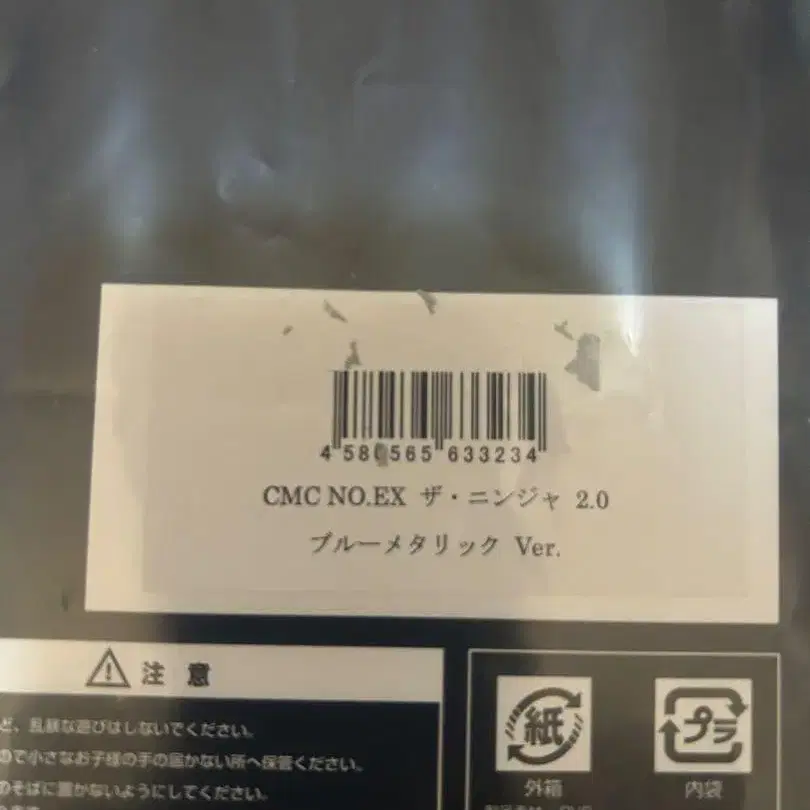 4 580565 633234
CMC NO.EX ザ・ニンジャ 2.0
ブルーメタリック Ver.
注 意
ど、乱暴な遊びはしないでください。
ので小さなお子様の手の届かない所へ保管ください。
のそばに置かないようにしてください。
紙
外箱
プラ
内袋